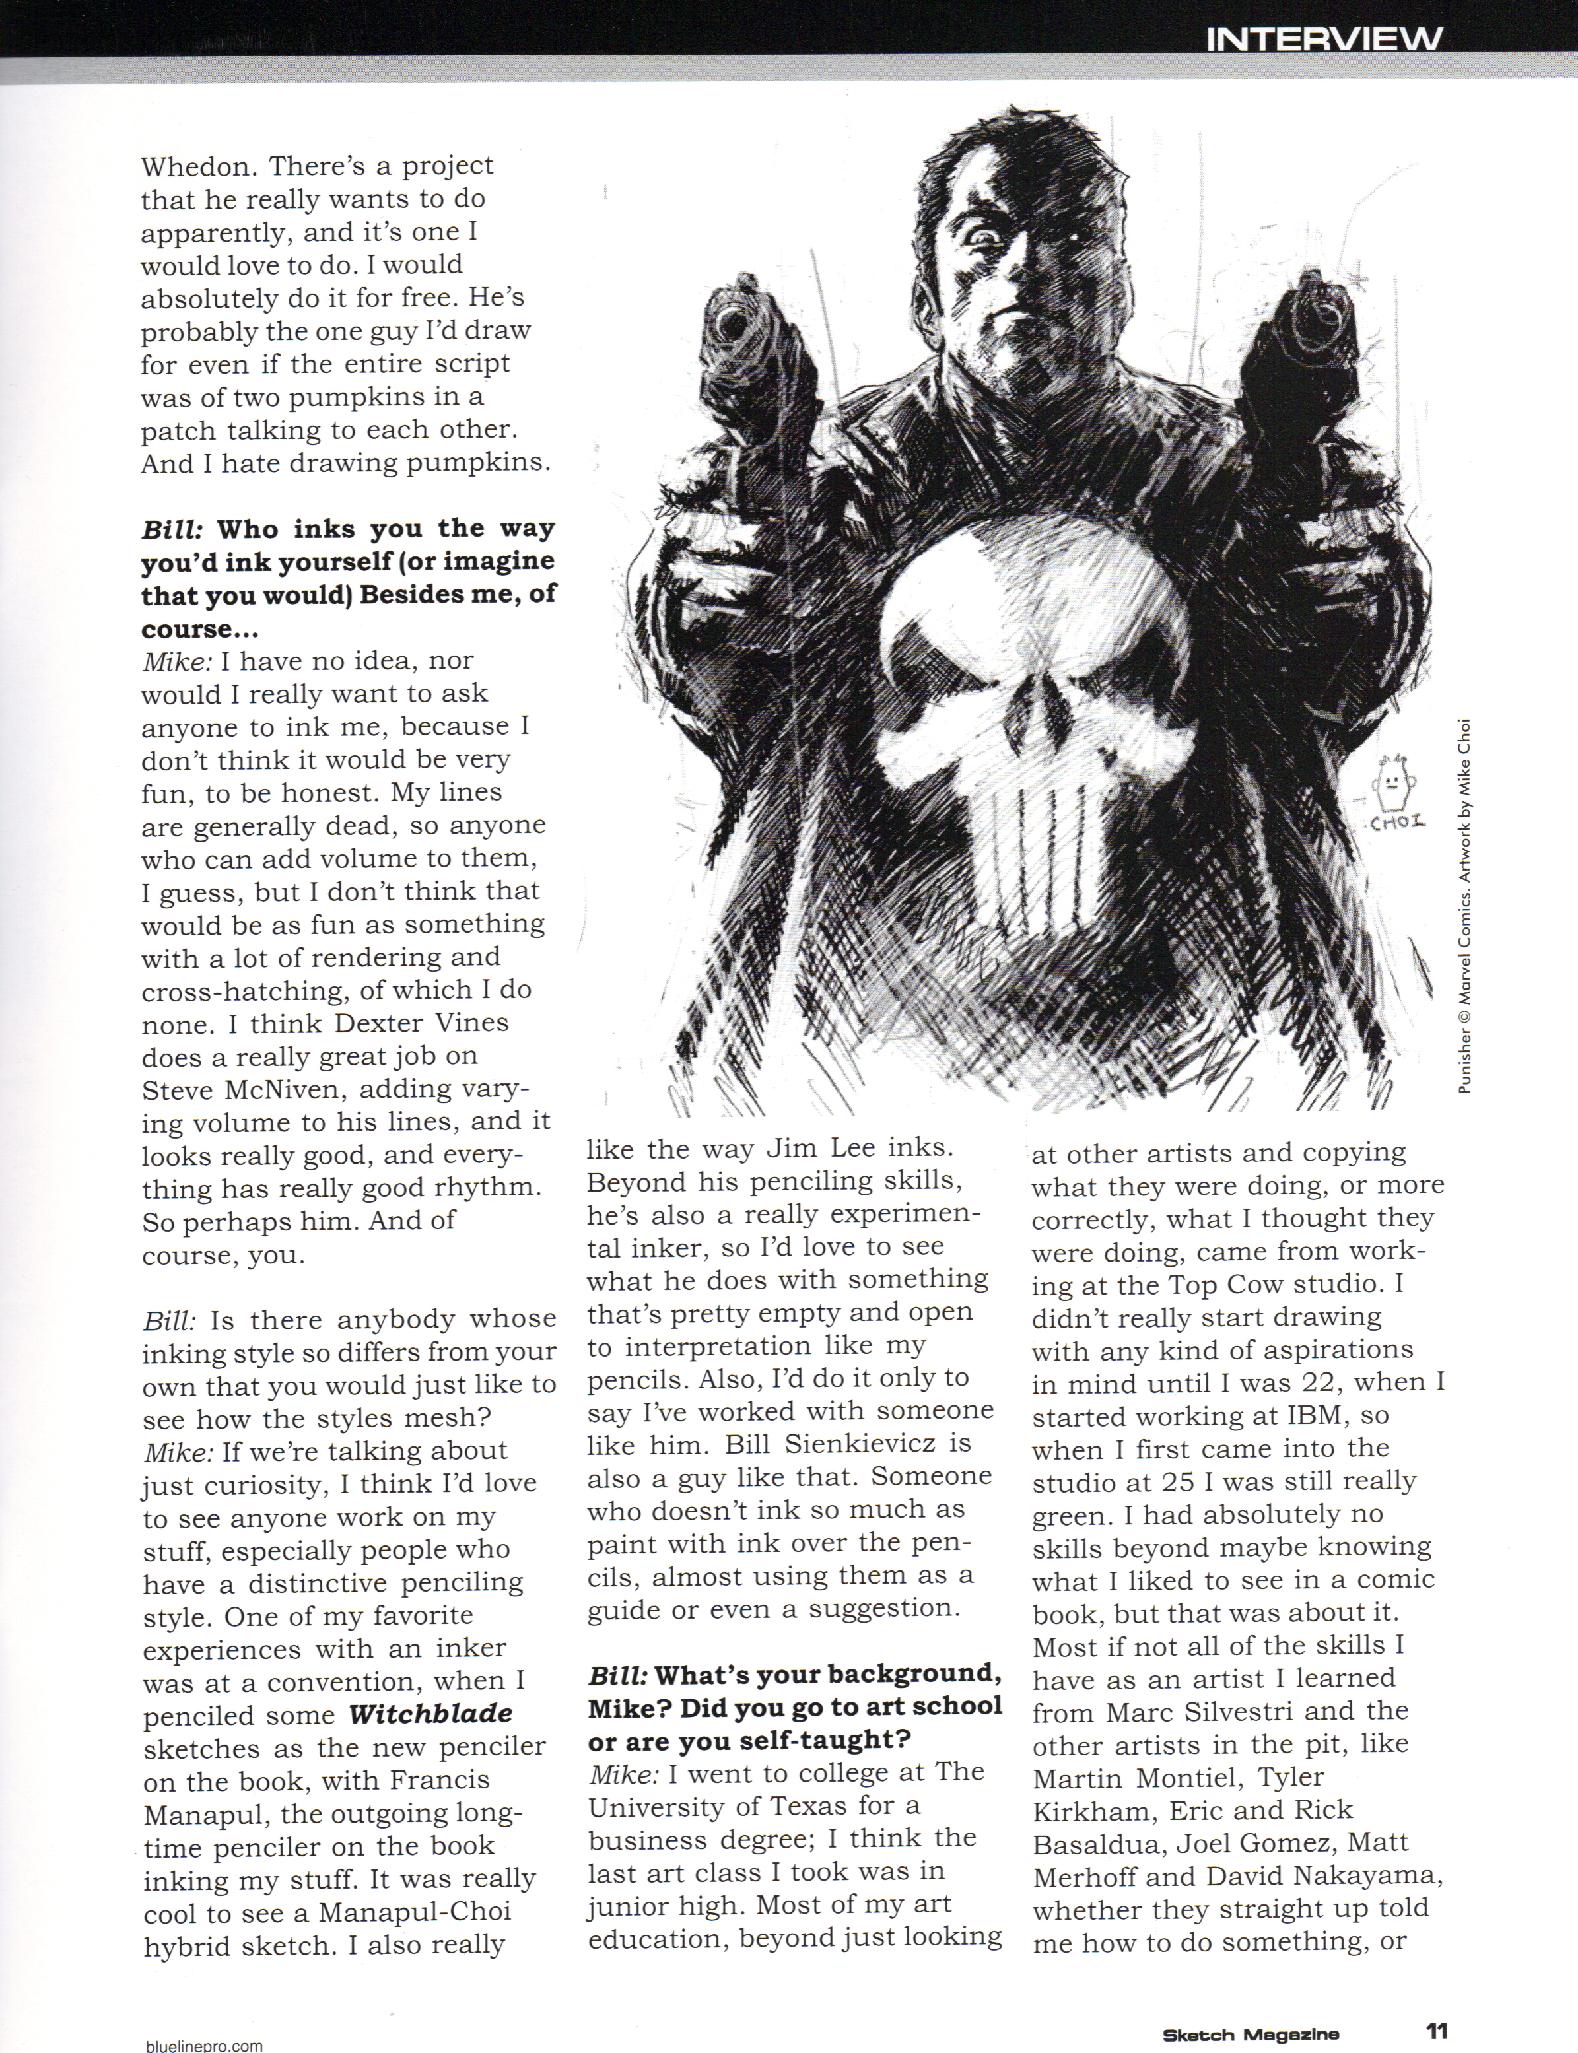 INTERVIEW
Whedon. There's a project
that he really wants to do
apparently, and it's one I
would love to do. I would
absolutely do it for free. He's
probably the one guy I'd draw
for even if the entire script
was of two pumpkins in a
patch talking to each other.
And I hate drawing pumpkins.
Bill: Who inks you the way
you'd ink yourself (or imagine
that you would) Besides me, of
course...
Mike: I have no idea, nor
would I really want to ask
anyone to ink me, because I
don't think it would be very
fun, to be honest. My lines
are generally dead, so anyone
who can add volume to them,
I guess, but I don't think that
would be as fun as something
with a lot of rendering and
cross-hatching, of which I do
none. I think Dexter Vines
does a really great job on
Steve McNiven, adding vary-
ing volume to his lines, and it
looks really good, and every-
thing has really good rhythm.
So perhaps him. And of
course, you.
Bill: Is there anybody whose
inking style so differs from your
own that you would just like to
see how the styles mesh?
Mike: If we're talking about
just curiosity, I think I'd love
to see anyone work on my
stuff, especially people who
have a distinctive penciling
style. One of my favorite
experiences with an inker
was at a convention, when I
penciled some Witchblade
sketches as the new penciler
on the book, with Francis
Manapul, the outgoing long-
time penciler on the book
inking my stuff. It was really
cool to see a Manapul-Choi
hybrid sketch. I also really
CHOI
Punisher © Marvel Comics. Artwork by Mike Choi
like the way Jim Lee inks.
Beyond his penciling skills,
he's also a really experimen-
tal inker, so I'd love to see
what he does with something
that's pretty empty and open
to interpretation like my
pencils. Also, I'd do it only to
say I've worked with someone
like him. Bill Sienkievicz is
also a guy like that. Someone
who doesn't ink so much as
paint with ink over the pen-
cils, almost using them as a
guide or even a suggestion.
Bill: What's your background,
Mike? Did you go to art school
or are you self-taught?
Mike: I went to college at The
University of Texas for a
business degree; I think the
last art class I took was in
junior high. Most of my art
education, beyond just looking
at other artists and copying
what they were doing, or more
correctly, what I thought they
were doing, came from work-
ing at the Top Cow studio. I
didn't really start drawing
with any kind of aspirations
in mind until I was 22, when I
started working at IBM, so
when I first came into the
studio at 25 I was still really
green. I had absolutely no
skills beyond maybe knowing
what I liked to see in a comic
book, but that was about it.
Most if not all of the skills I
have as an artist I learned
from Marc Silvestri and the
other artists in the pit, like
Martin Montiel, Tyler
Kirkham, Eric and Rick
Basaldua, Joel Gomez, Matt
Merhoff and David Nakayama,
whether they straight up told
me how to do something, or
bluelinepro.com
Sketch Magazine 11